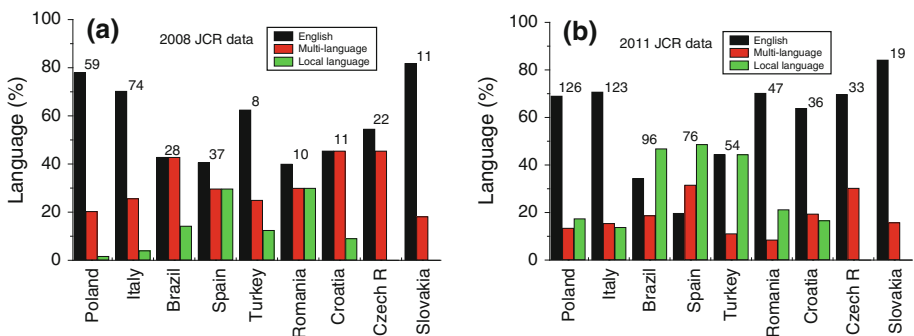 (a)
2008 JCR data
English
Multi-language
Local language
Language (%)
100
80
60
40
20
0
59
74
28
37
8
10
11
22
11
Poland
Italy
Brazil
Spain
Turkey
Romania
Croatia
Czech R
Slovakia
(b)
2011 JCR data
English
Multi-language
Local language
Language (%)
100
80
60
40
20
0
126
123
96
76
54
47
36
33
19
Poland
Italy
Brazil
Spain
Turkey
Romania
Croatia
Czech R
Slovakia